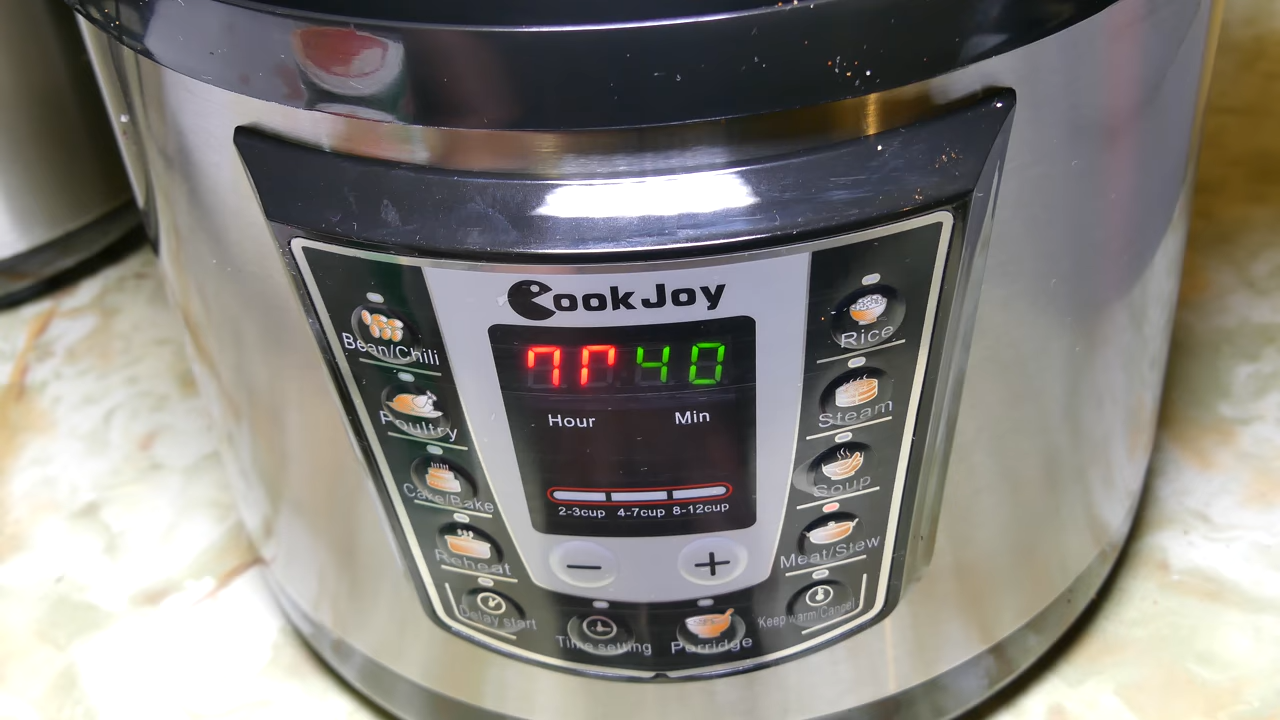 CookJoy
Bean/Chili
Poultry
Cake/Bake
Reheat
Delay start
40
Hour Min
2-3cup 4-7cup 8-12cup
− +
Time setting
Porridge
Rice
Steam
Soup
Meat/Stew
Keep warm/Cancel